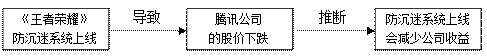 《王者荣耀》
防沉迷系统上线
导致
腾讯公司
的股价下跌
推断
防沉迷系统上线
会减少公司收益